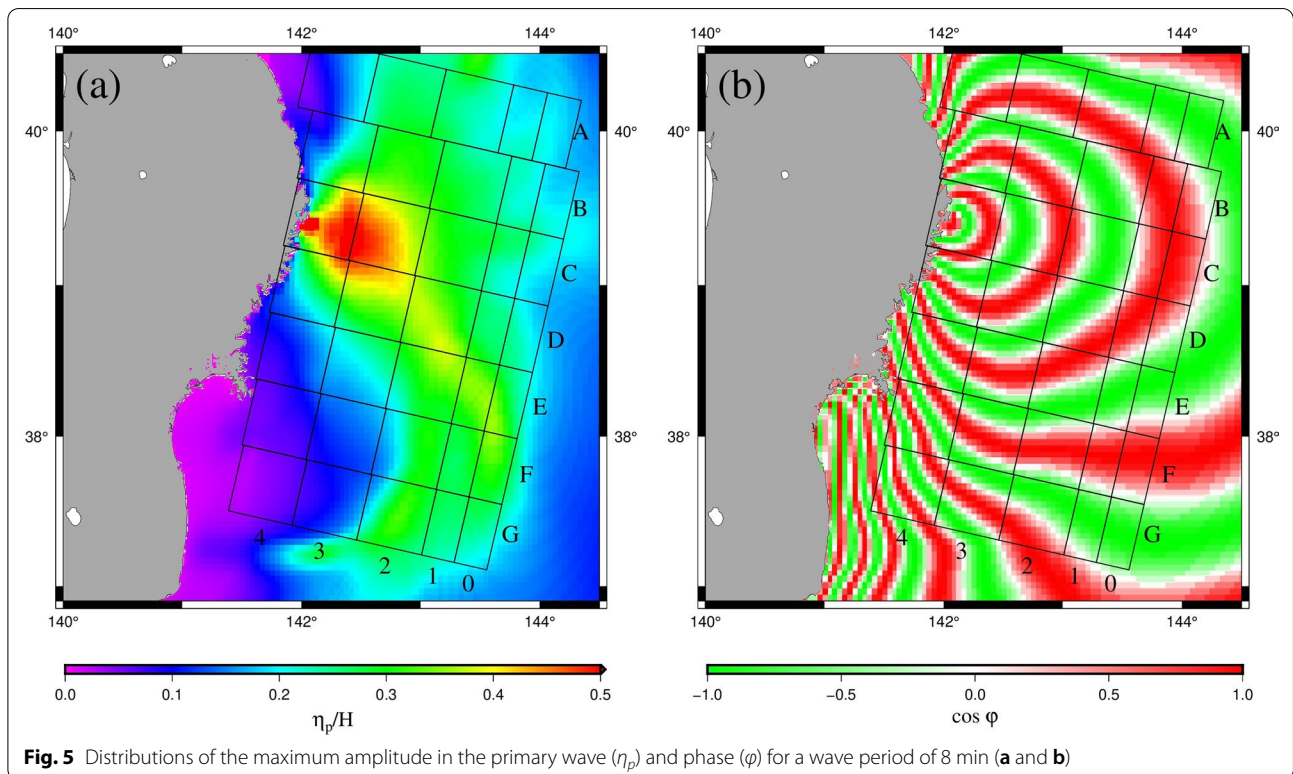 140° 142° 144° 140° 142° 144°
(a) (b)
40° 40°
A A
B B
C C
D D
E E
38° 38°
F F
G G
4 3 2 1 0 4 3 2 1 0
140° 142° 144° 140° 142° 144°
0.0 0.1 0.2 0.3 0.4 0.5 −1.0 −0.5 0.0 0.5 1.0
ηp/H cos φ
Fig. 5 Distributions of the maximum amplitude in the primary wave (ηp) and phase (φ) for a wave period of 8 min (a and b)